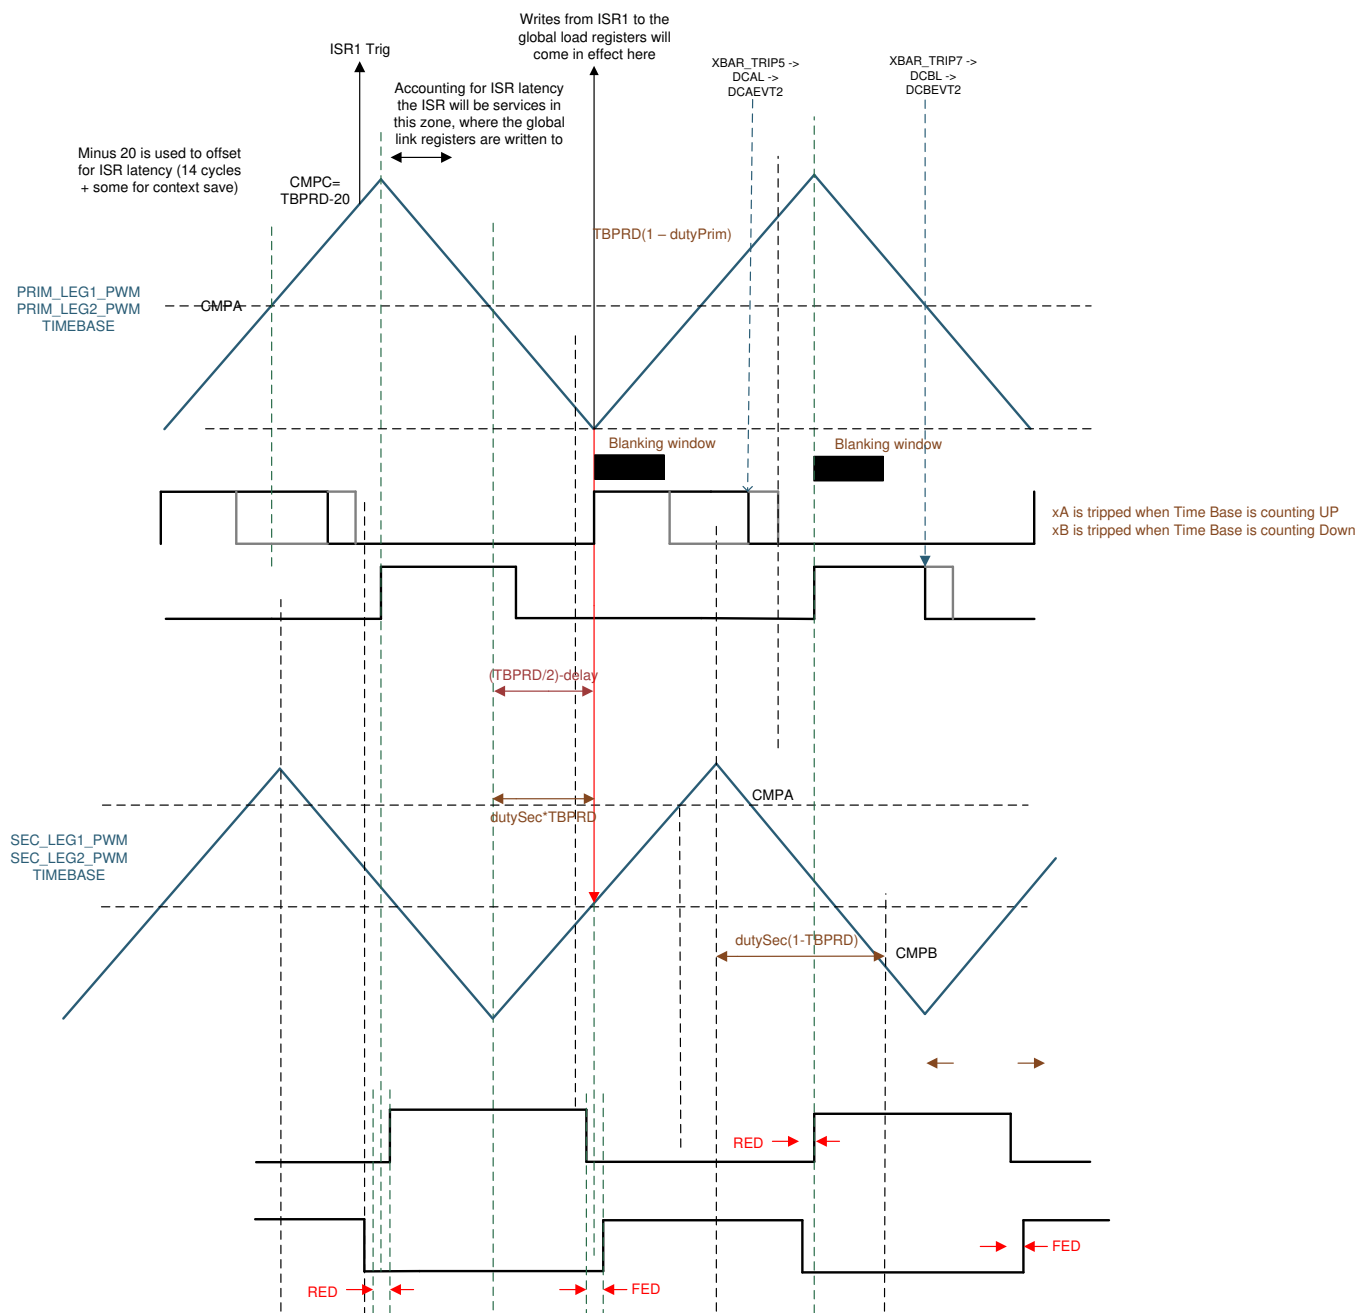 Writes from ISR1 to the
global load registers will
come in effect here
ISR1 Trig
XBAR_TRIP5 ->
DCAL ->
DCAEVT2
XBAR_TRIP7 ->
DCBL ->
DCBEVT2
Accounting for ISR latency
the ISR will be services in
this zone, where the global
link registers are written to
Minus 20 is used to offset
for ISR latency (14 cycles
+ some for context save)
CMPC=
TBPRD-20
TBPRD(1 – dutyPrim)
PRIM_LEG1_PWM
PRIM_LEG2_PWM
TIMEBASE
CMPA
Blanking window
Blanking window
xA is tripped when Time Base is counting UP
xB is tripped when Time Base is counting Down
(TBPRD/2)-delay
CMPA
dutySec*TBPRD
SEC_LEG1_PWM
SEC_LEG2_PWM
TIMEBASE
dutySec(1-TBPRD)
CMPB
RED
FED
RED
FED